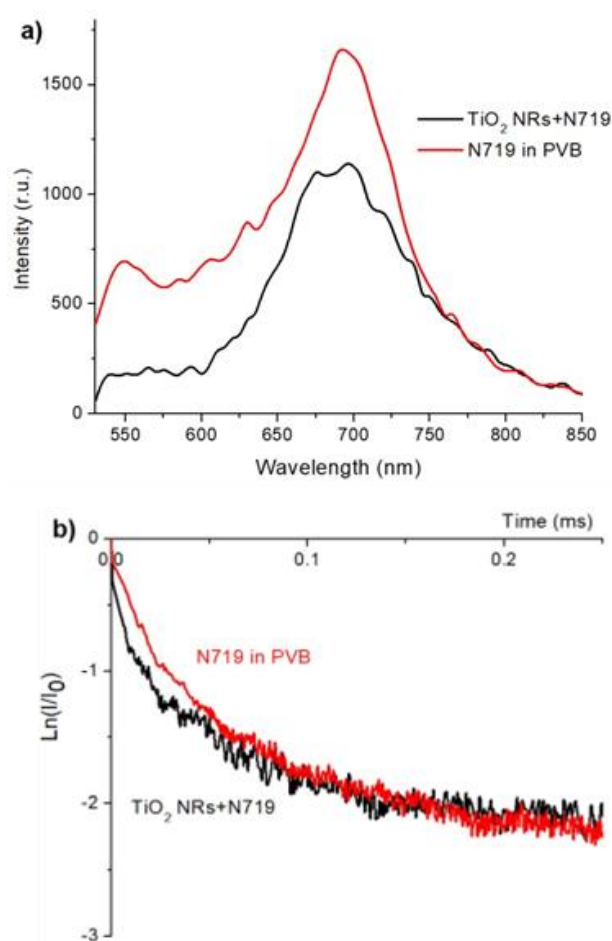 a)
Intensity (r.u.)
1500
1000
500
0
TiO₂ NRs+N719
N719 in PVB
550 600 650 700 750 800 850
Wavelength (nm)
b)
Time (ms)
0
0.0 0.1 0.2
Ln(I/I₀)
N719 in PVB
-1
-2
TiO₂ NRs+N719
-3